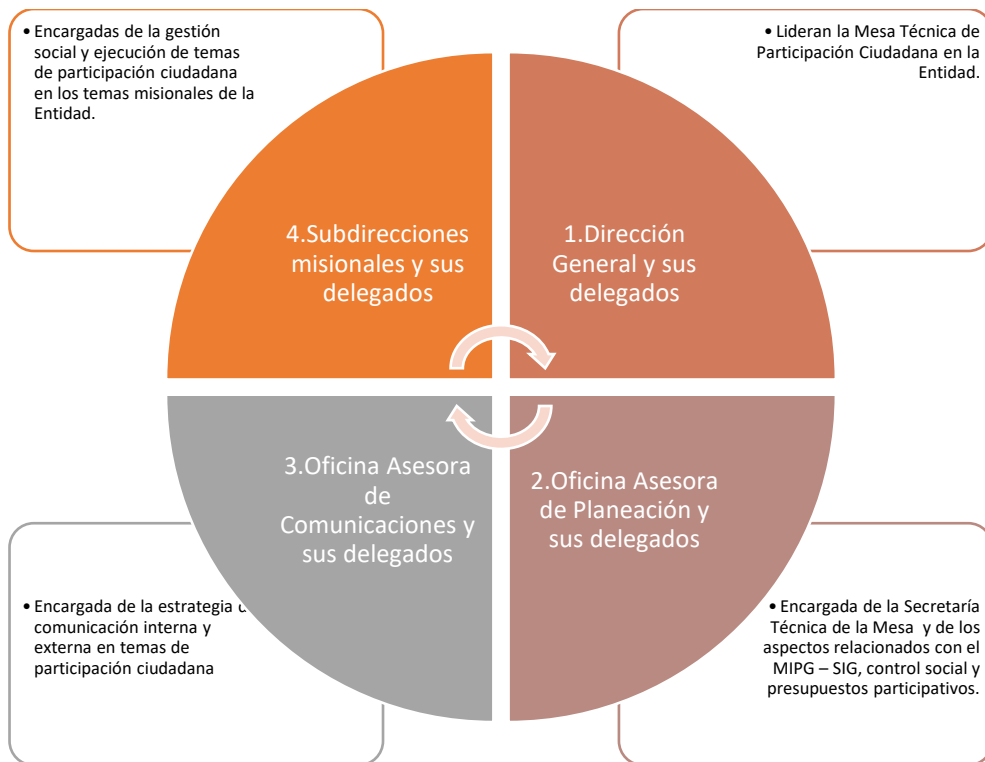 • Encargadas de la gestión
social y ejecución de temas
de participación ciudadana
en los temas misionales de la
Entidad.
• Lideran la Mesa Técnica de
Participación Ciudadana en la
Entidad.
4.Subdirecciones
misionales y sus
delegados
1.Dirección
General y sus
delegados
3.Oficina Asesora
de
Comunicaciones y
sus delegados
2.Oficina Asesora
de Planeación y
sus delegados
• Encargada de la estrategia
comunicación interna y
externa en temas de
participación ciudadana
• Encargada de la Secretaría
Técnica de la Mesa y de los
aspectos relacionados con el
MIPG – SIG, control social y
presupuestos participativos.